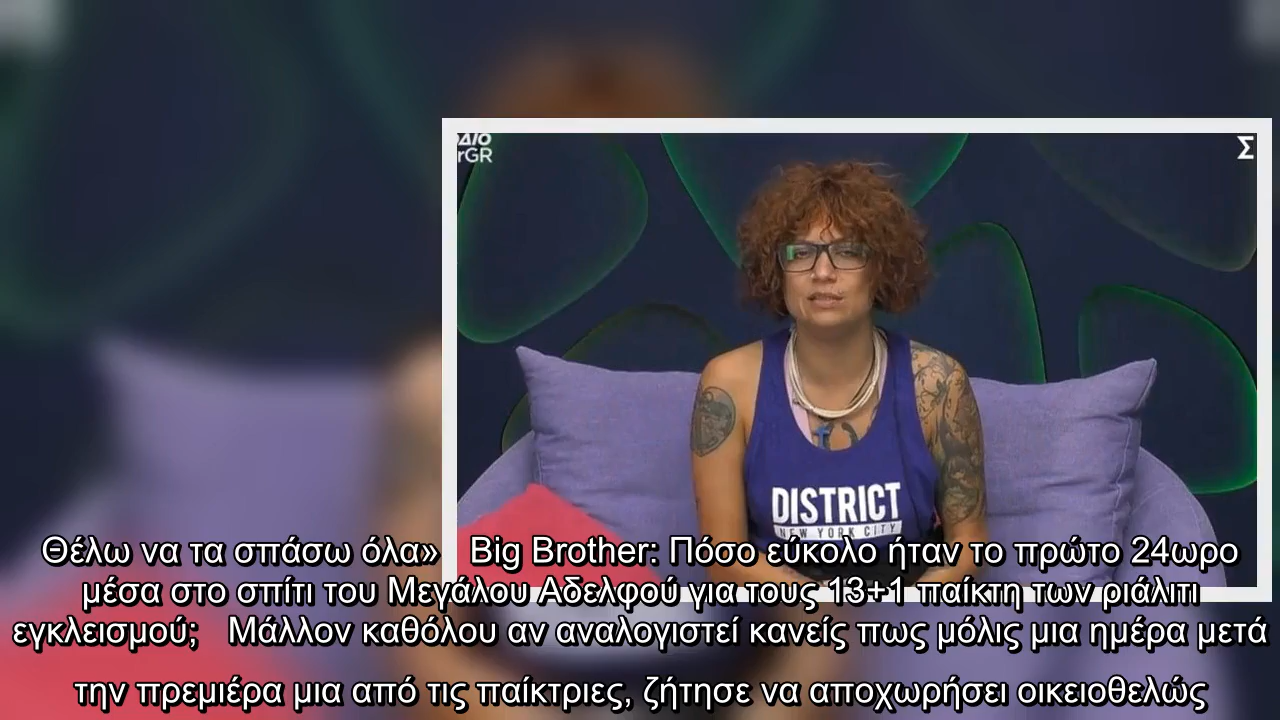 ΔΙΟ
rGR
Σ
DISTRICT
NEW YORK CITY
Θέλω να τα σπάσω όλα»   Big Brother: Πόσο εύκολο ήταν το πρώτο 24ωρο
μέσα στο σπίτι του Μεγάλου Αδελφού για τους 13+1 παίκτη των ριάλιτι
εγκλεισμού;   Μάλλον καθόλου αν αναλογιστεί κανείς πως μόλις μια ημέρα μετά
την πρεμιέρα μια από τις παίκτριες, ζήτησε να αποχωρήσει οικειοθελώς